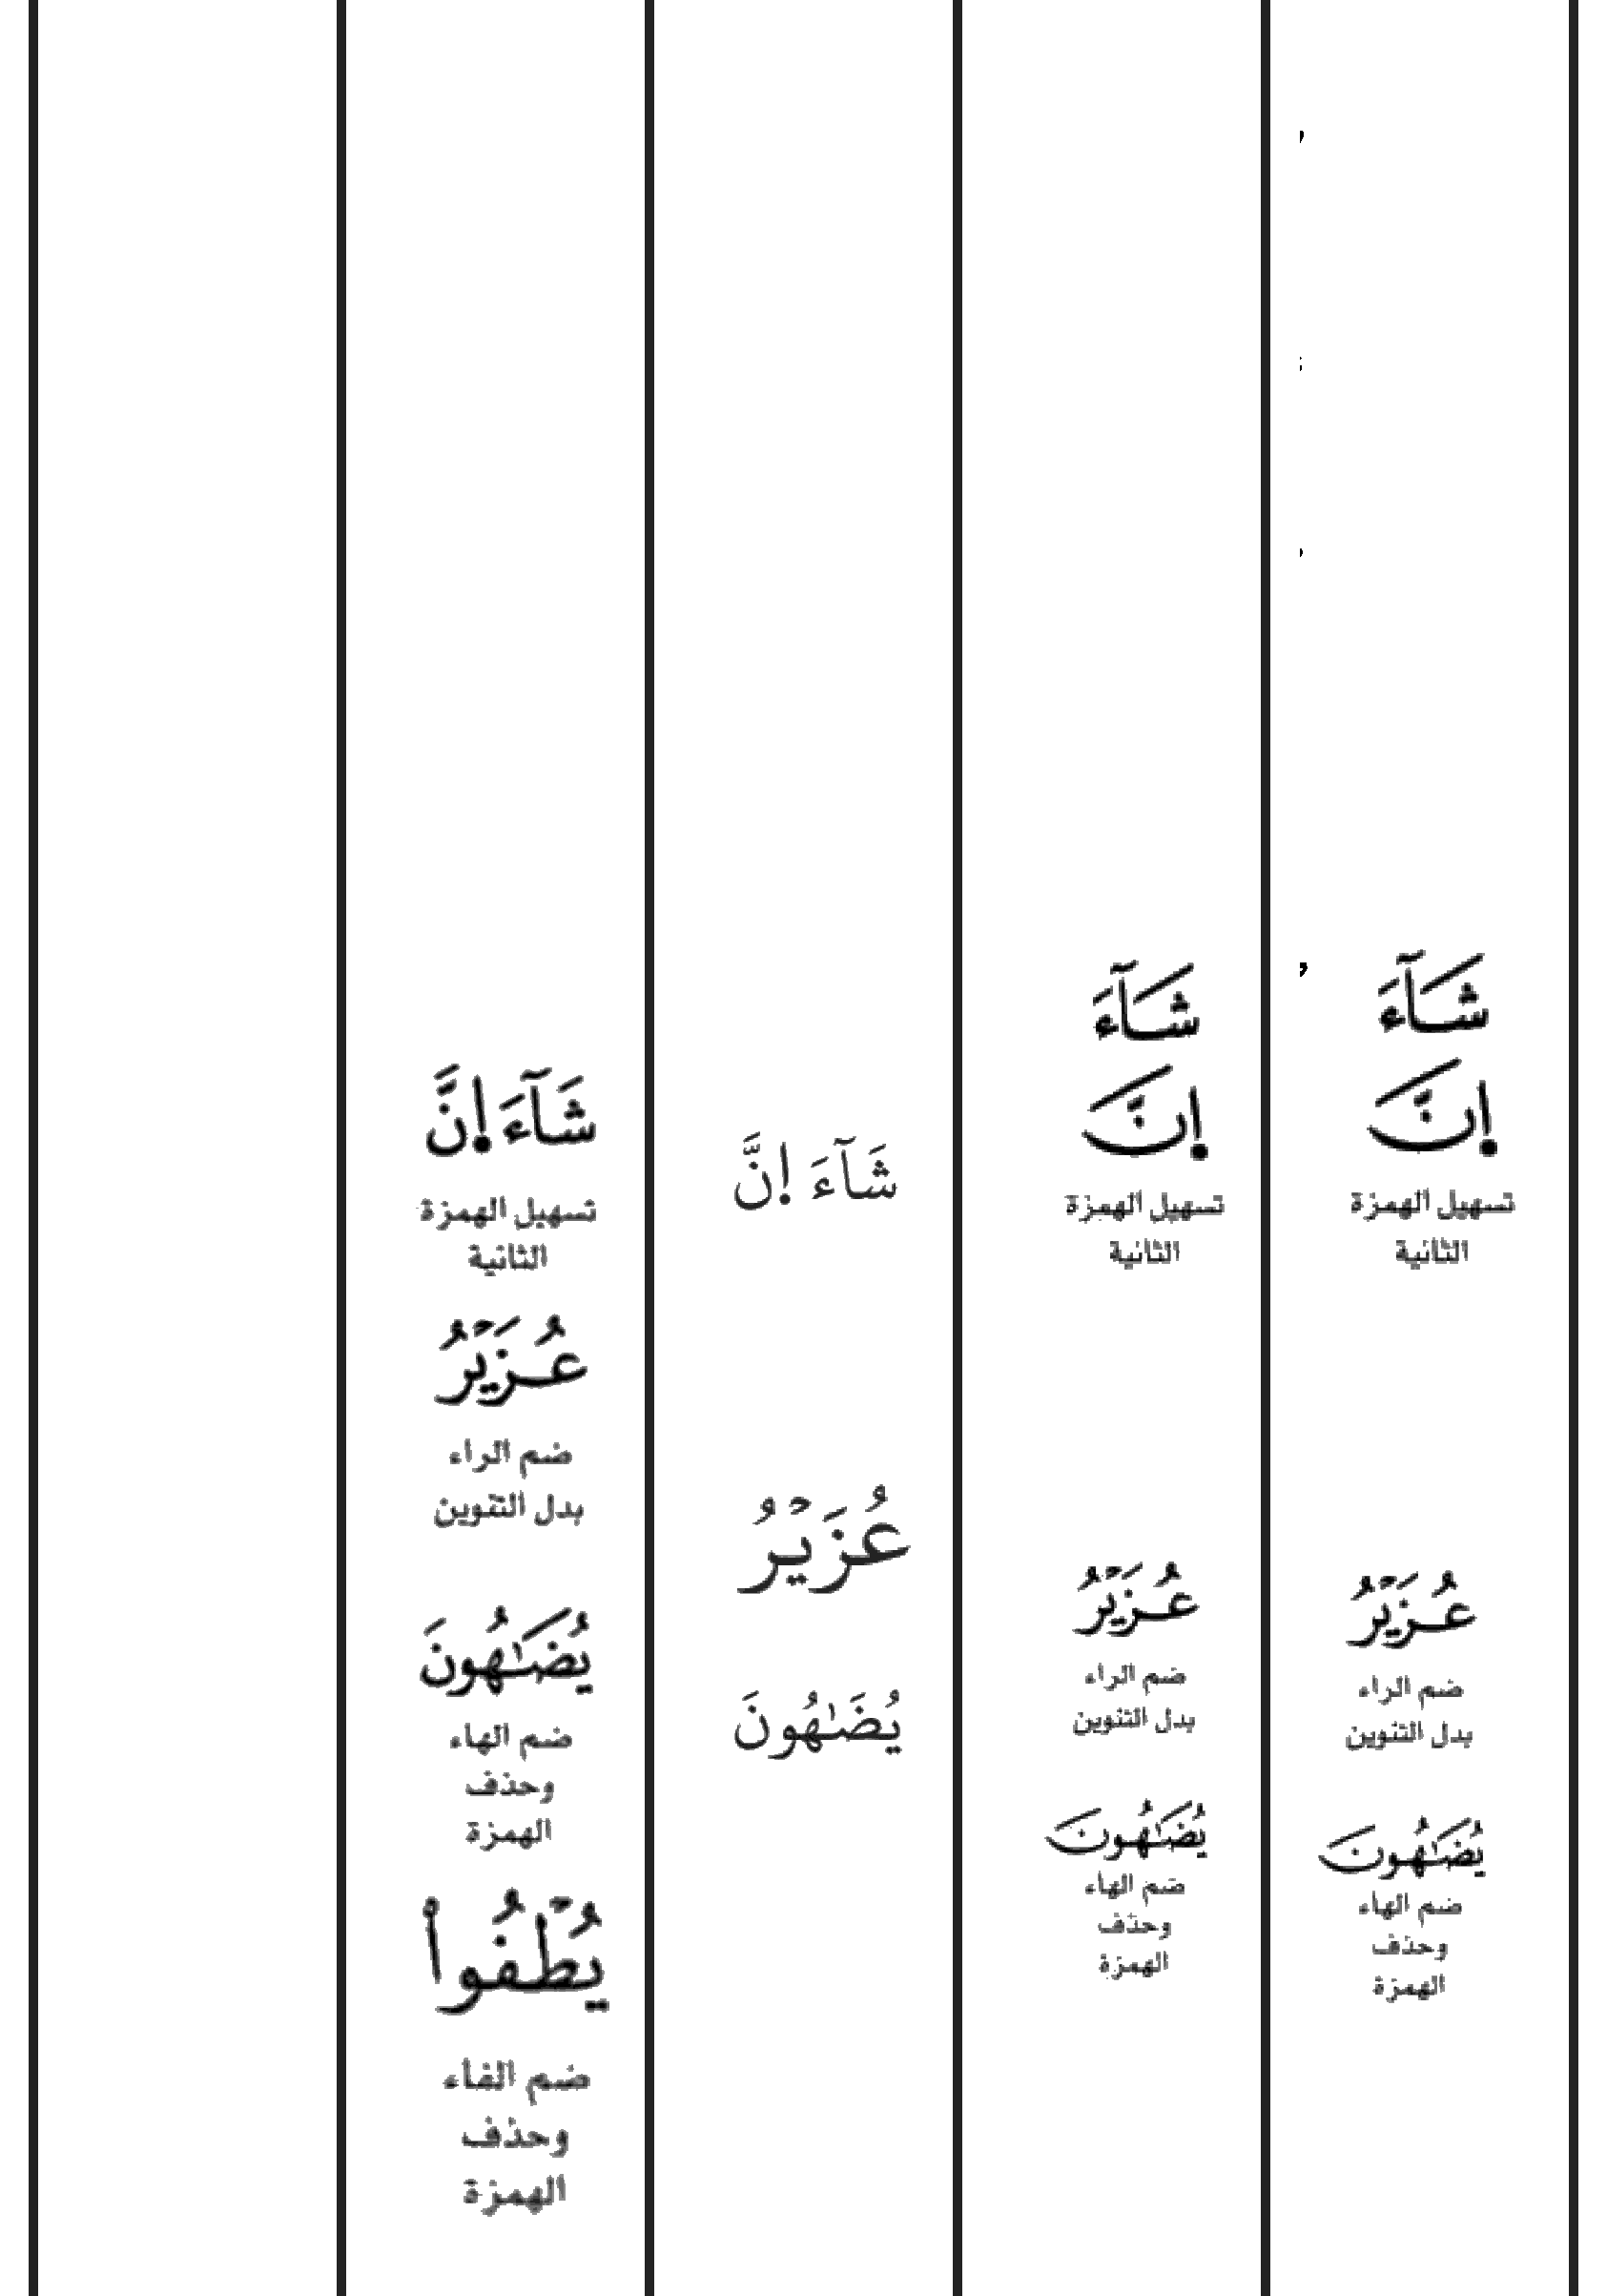 شَآءَ
اِنَّ
تسهيل الهمزة
الثانية
عُزَيْرُ
ضم الراء
بدل التنوين
يُضَٰهُونَ
ضم الهاء
وحذف
الهمزة
شَآءَ
اِنَّ
تسهيل الهمزة
الثانية
عُزَيْرُ
ضم الراء
بدل التنوين
يُضَٰهُونَ
ضم الهاء
وحذف
الهمزة
شَآءَ اِنَّ
عُزَيْرُ
يُضَٰهُونَ
شَآءَ اِنَّ
تسهيل الهمزة
الثانية
عُزَيْرُ
ضم الراء
بدل التنوين
يُضَٰهُونَ
ضم الهاء
وحذف
الهمزة
يُطْفُواْ
ضم الفاء
وحذف
الهمزة